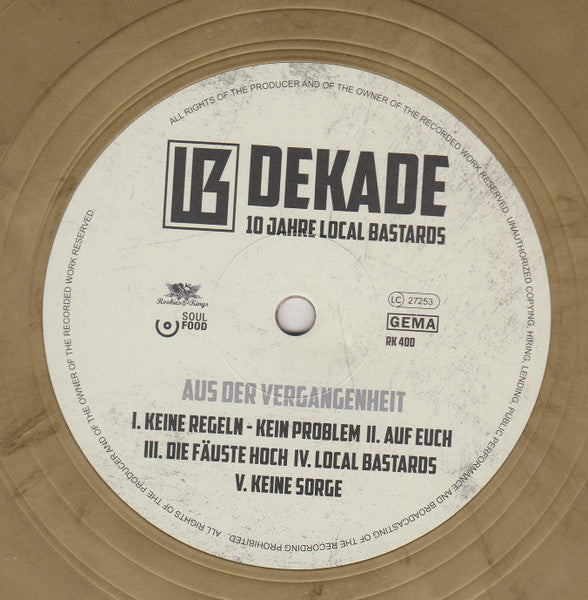 ALL RIGHTS OF THE PRODUCER AND OF THE OWNER OF THE RECORDED WORK RESERVED. UNAUTHORIZED COPYING, HIRING, LENDING, PUBLIC PERFORMANCE AND BROADCASTING OF THE RECORDING PROHIBITED.
ALL RIGHTS OF THE PRODUCER AND OF THE OWNER OF THE RECORDED WORK RESERVED.
LB
DEKADE
10 JAHRE LOCAL BASTARDS
Rookies & Kings
SOUL
FOOD
LC 27253
GEMA
RK 400
AUS DER VERGANGENHEIT
I. KEINE REGELN - KEIN PROBLEM II. AUF EUCH
III. DIE FÄUSTE HOCH IV. LOCAL BASTARDS
V. KEINE SORGE